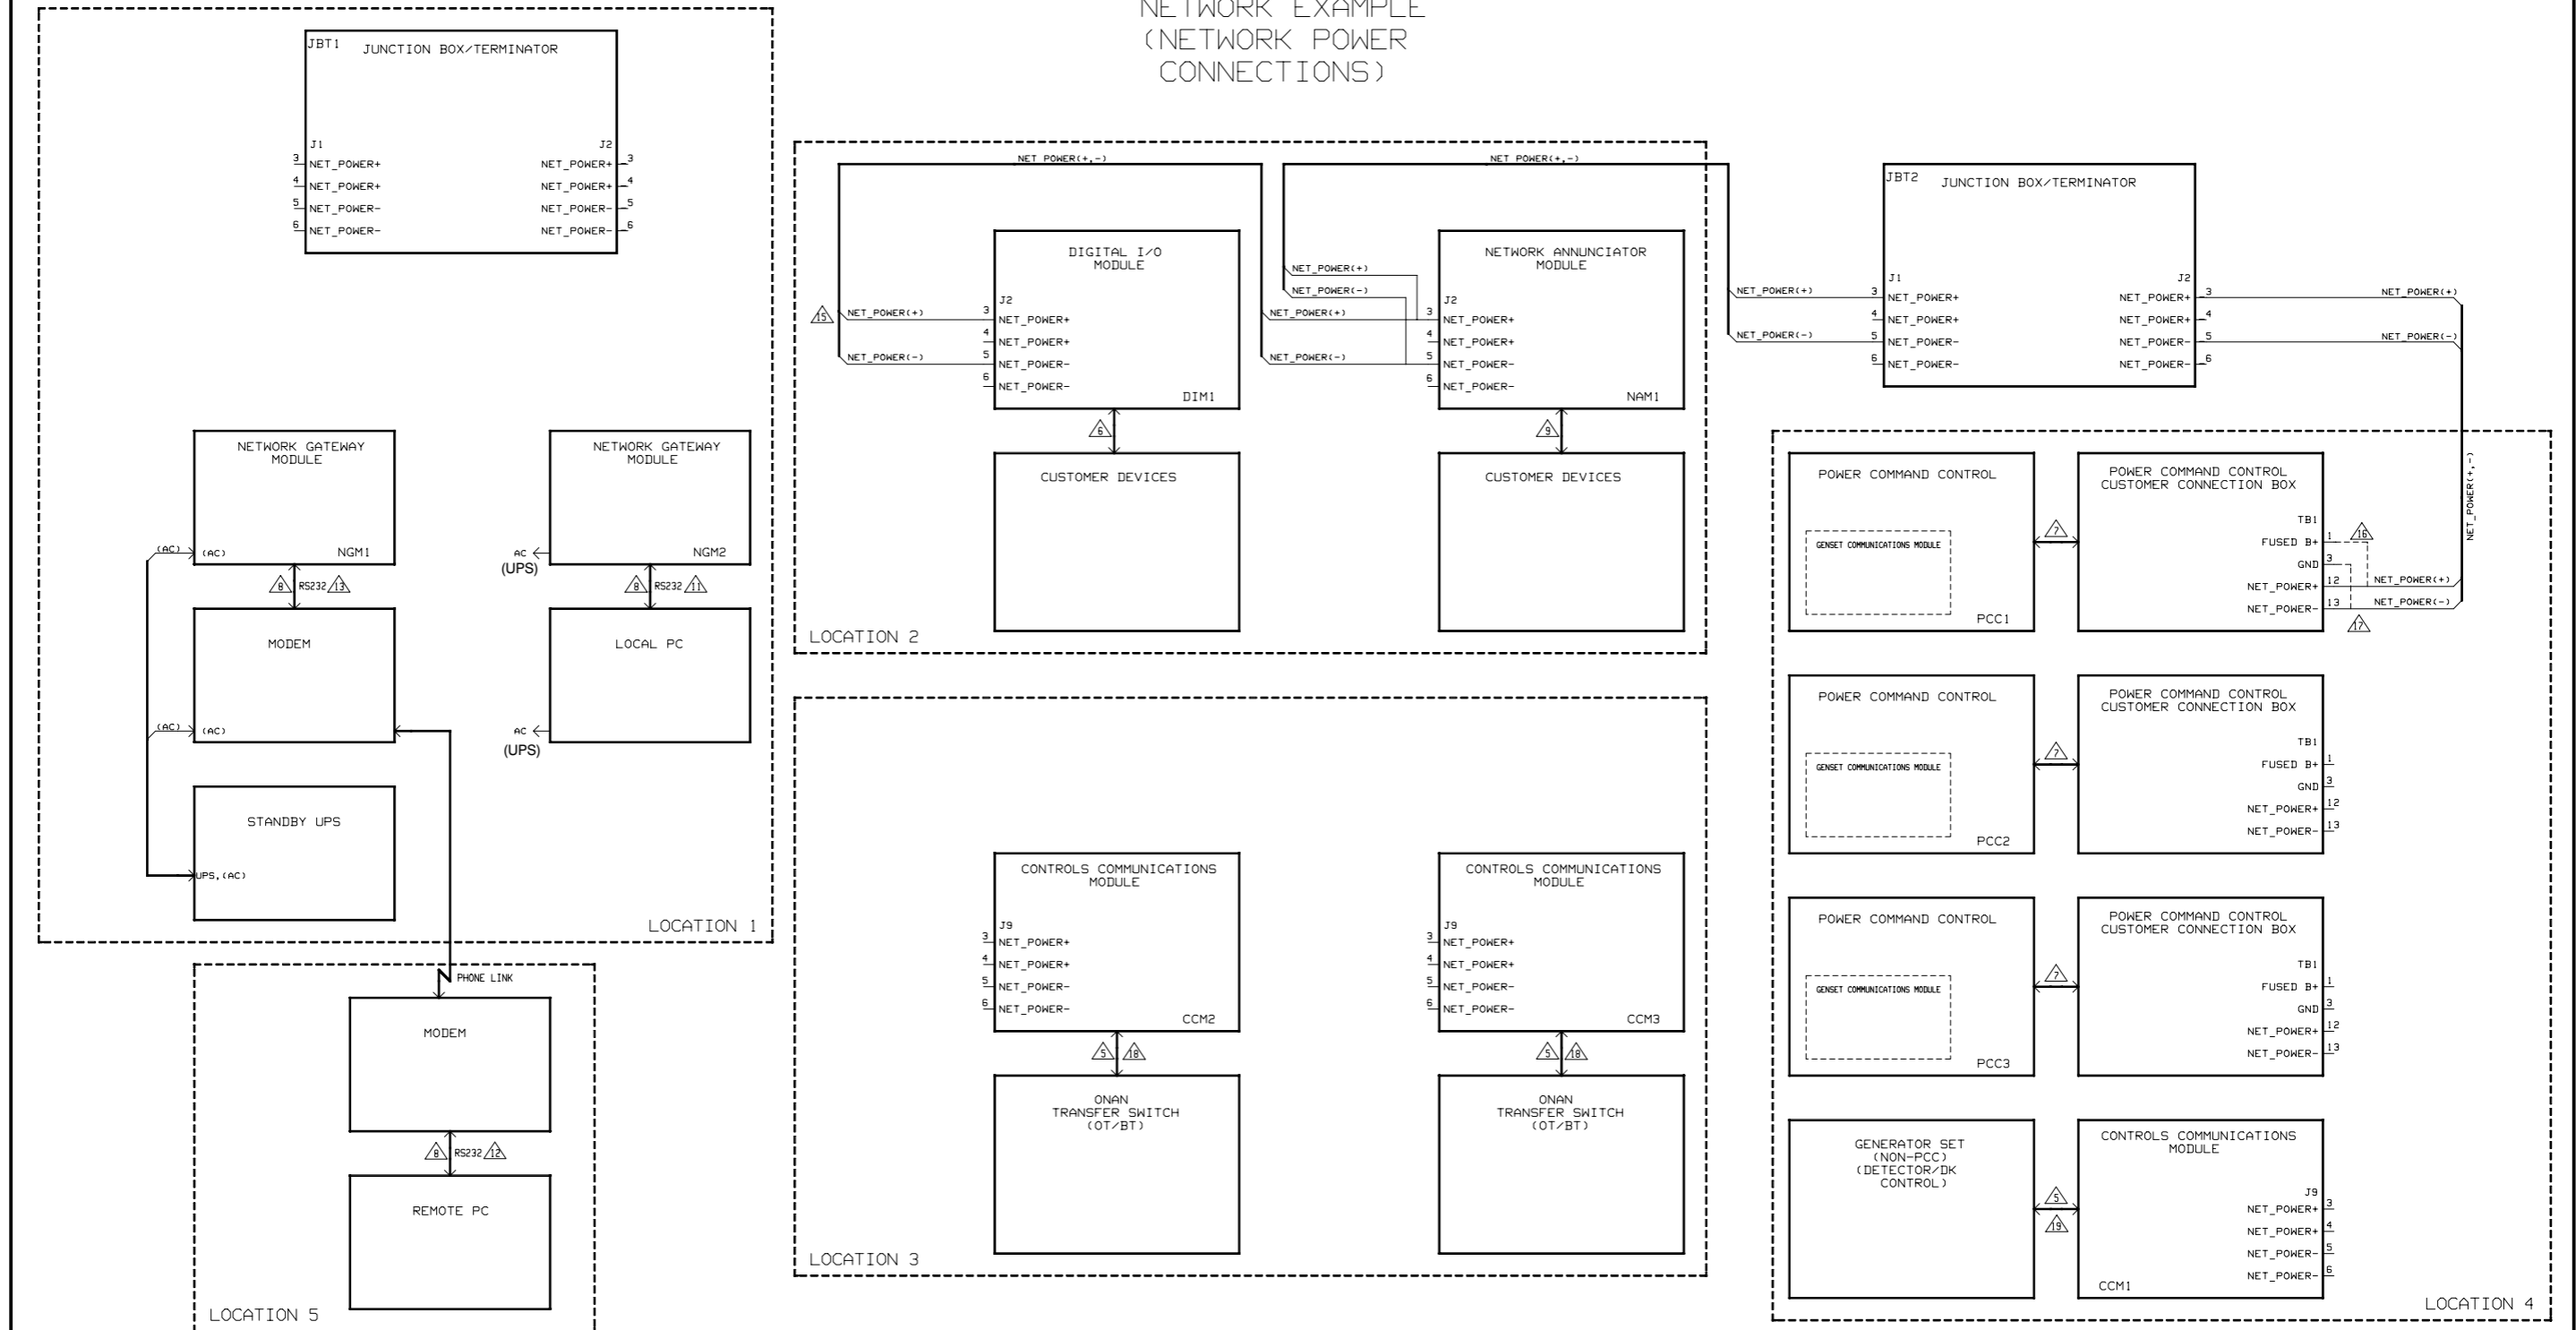 NETWORK EXAMPLE
(NETWORK POWER
CONNECTIONS)
JBT1
JUNCTION BOX/TERMINATOR
J1
J2
3
NET_POWER+
NET_POWER+
3
4
NET_POWER+
NET_POWER+
4
5
NET_POWER-
NET_POWER-
5
6
NET_POWER-
NET_POWER-
6
NETWORK GATEWAY
MODULE
(AC)
(AC)
NGM1
8
RS232
13
MODEM
(AC)
(AC)
STANDBY UPS
UPS,(AC)
NETWORK GATEWAY
MODULE
AC
(UPS)
NGM2
8
RS232
11
LOCAL PC
AC
(UPS)
LOCATION 1
PHONE LINK
MODEM
8
RS232
12
REMOTE PC
LOCATION 5
NET POWER(+,-)
NET POWER(+,-)
DIGITAL I/O
MODULE
J2
15
NET_POWER(+)
3
NET_POWER+
4
NET_POWER+
NET_POWER(-)
5
NET_POWER-
6
NET_POWER-
DIM1
6
CUSTOMER DEVICES
NETWORK ANNUNCIATOR
MODULE
NET_POWER(+)
NET_POWER(-)
J2
NET_POWER(+)
3
NET_POWER+
4
NET_POWER+
NET_POWER(-)
5
NET_POWER-
6
NET_POWER-
NAM1
9
CUSTOMER DEVICES
LOCATION 2
CONTROLS COMMUNICATIONS
MODULE
J9
3
NET_POWER+
4
NET_POWER+
5
NET_POWER-
6
NET_POWER-
CCM2
5
18
ONAN
TRANSFER SWITCH
(OT/BT)
CONTROLS COMMUNICATIONS
MODULE
J9
3
NET_POWER+
4
NET_POWER+
5
NET_POWER-
6
NET_POWER-
CCM3
5
18
ONAN
TRANSFER SWITCH
(OT/BT)
LOCATION 3
JBT2
JUNCTION BOX/TERMINATOR
J1
J2
NET_POWER(+)
3
NET_POWER+
NET_POWER+
3
NET_POWER(+)
4
NET_POWER+
NET_POWER+
4
NET_POWER(-)
5
NET_POWER-
NET_POWER-
5
NET_POWER(-)
6
NET_POWER-
NET_POWER-
6
NET_POWER(+,-)
POWER COMMAND CONTROL
GENSET COMMUNICATIONS MODULE
PCC1
7
POWER COMMAND CONTROL
CUSTOMER CONNECTION BOX
TB1
FUSED B+
1
16
GND
3
NET_POWER+
12
NET_POWER(+)
NET_POWER-
13
NET_POWER(-)
17
POWER COMMAND CONTROL
GENSET COMMUNICATIONS MODULE
PCC2
7
POWER COMMAND CONTROL
CUSTOMER CONNECTION BOX
TB1
FUSED B+
1
GND
3
NET_POWER+
12
NET_POWER-
13
POWER COMMAND CONTROL
GENSET COMMUNICATIONS MODULE
PCC3
7
POWER COMMAND CONTROL
CUSTOMER CONNECTION BOX
TB1
FUSED B+
1
GND
3
NET_POWER+
12
NET_POWER-
13
GENERATOR SET
(NON-PCC)
(DETECTOR/DK
CONTROL)
5
19
CONTROLS COMMUNICATIONS
MODULE
J9
NET_POWER+
3
NET_POWER+
4
NET_POWER-
5
NET_POWER-
6
CCM1
LOCATION 4